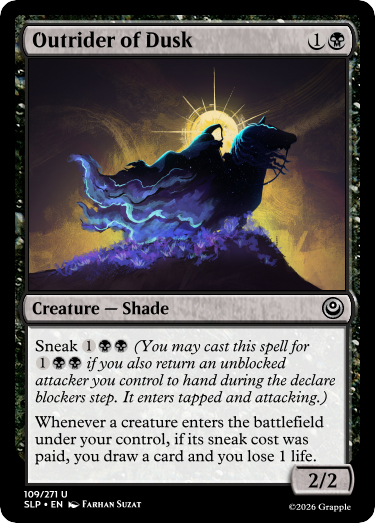 Outrider of Dusk 1
Creature — Shade
Sneak 1 (You may cast this spell for
1 if you also return an unblocked
attacker you control to hand during the declare
blockers step. It enters tapped and attacking.)
Whenever a creature enters the battlefield
under your control, if its sneak cost was
paid, you draw a card and you lose 1 life.
2/2
109/271 U
SLP • EN Farhan Suzat
©2026 Grapple